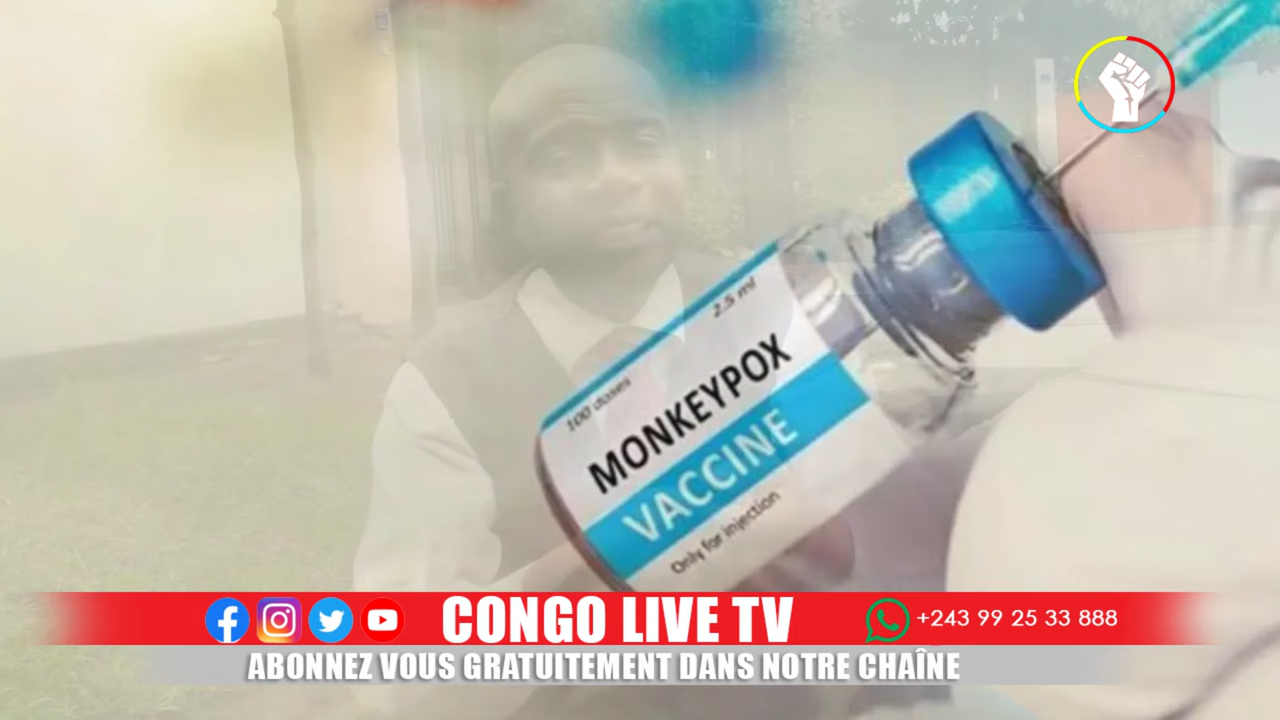 2.5 ml
100 doses
MONKEYPOX
VACCINE
Only for injection
CONGO LIVE TV
+243 99 25 33 888
ABONNEZ VOUS GRATUITEMENT DANS NOTRE CHAÎNE